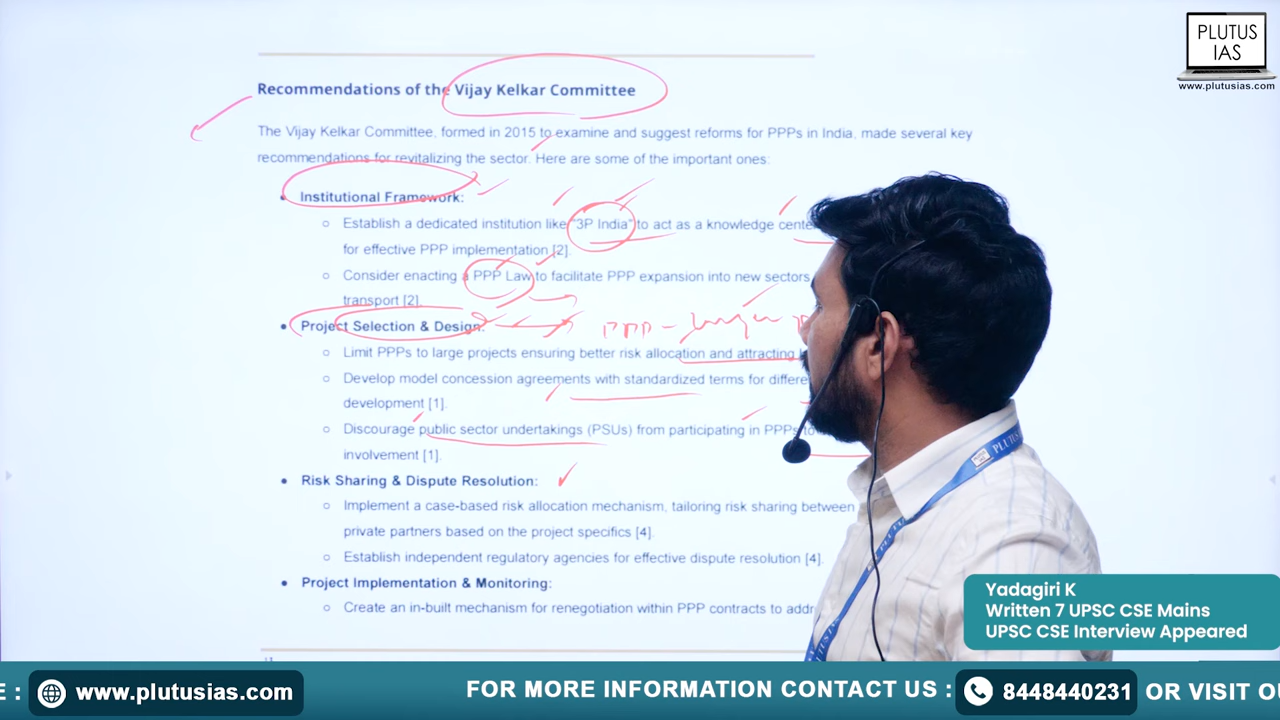 PLUTUS
IAS
www.plutusias.com
Recommendations of the Vijay Kelkar Committee
The Vijay Kelkar Committee, formed in 2015 to examine and suggest reforms for PPPs in India, made several key
recommendations for revitalizing the sector. Here are some of the important ones:
• Institutional Framework:
○ Establish a dedicated institution like "3P India" to act as a knowledge
for effective PPP implementation [2].
○ Consider enacting a PPP Law to facilitate PPP expansion into new sectors
transport [2].
• Project Selection & Design:
PPP -
○ Limit PPPs to large projects ensuring better risk allocation and attracting
○ Develop model concession agreements with standardized terms for
development [1].
○ Discourage public sector undertakings (PSUs) from participating in PPPs to
involvement [1].
• Risk Sharing & Dispute Resolution:
○ Implement a case-based risk allocation mechanism, tailoring risk sharing between
private partners based on the project specifics [4].
○ Establish independent regulatory agencies for effective dispute resolution [4].
• Project Implementation & Monitoring:
○ Create an in-built mechanism for renegotiation within PPP contracts to
PLUTUS
Yadagiri K
Written 7 UPSC CSE Mains
UPSC CSE Interview Appeared
E : www.plutusias.com FOR MORE INFORMATION CONTACT US : 8448440231 OR VISIT